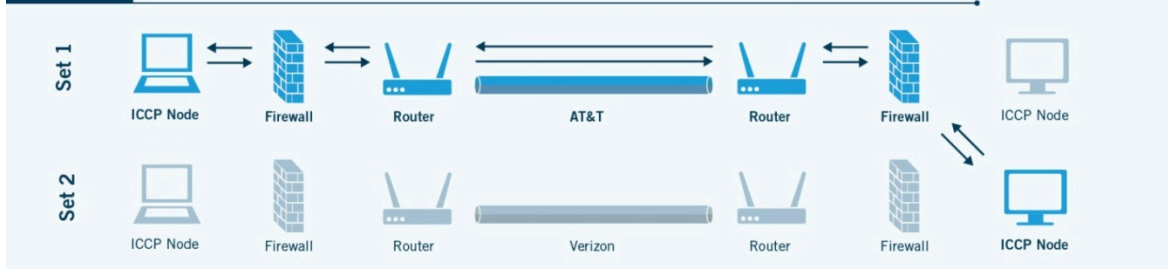 Set 1
ICCP Node Firewall Router AT&T Router Firewall ICCP Node
Set 2
ICCP Node Firewall Router Verizon Router Firewall ICCP Node